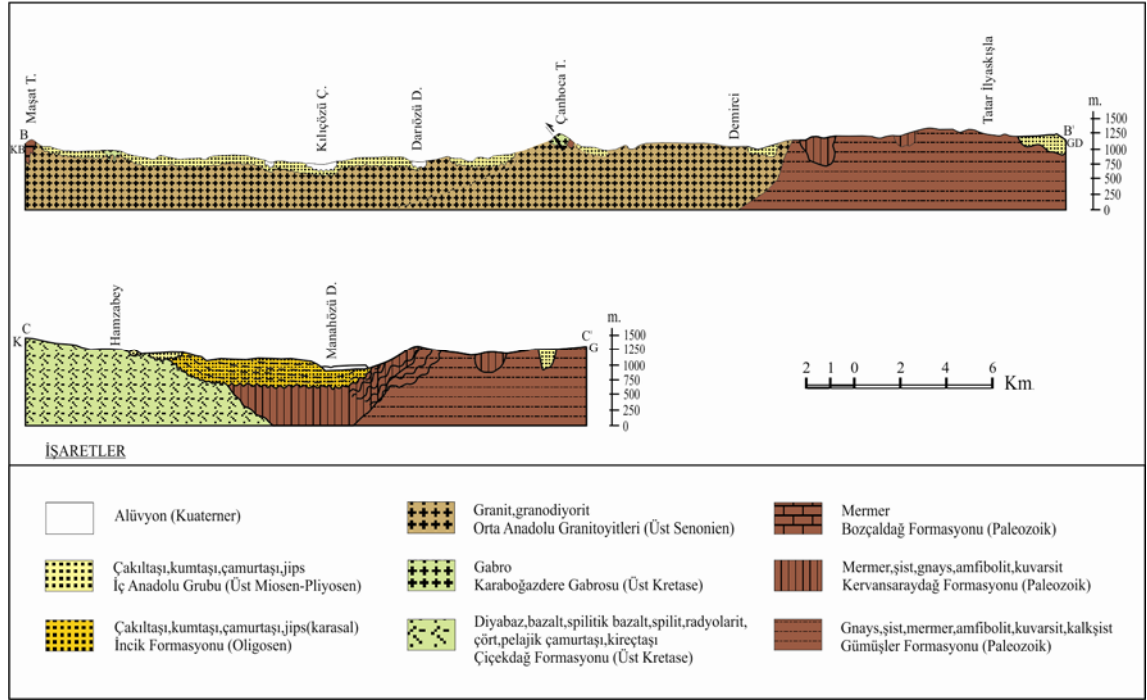 Maşat T.
Kılıçözü Ç.
Darıözü D.
Çanhoca T.
Demirci
Tatar İlyaskışla
m.
B
B'
KB
GD
1500
1250
1000
750
500
250
0
Hamzabey
Manahözü D.
m.
C
C'
K
G
1500
1250
1000
750
500
250
0
2 1 0 2 4 6 Km.
İŞARETLER
Alüvyon (Kuaterner)
Çakıltaşı,kumtaşı,çamurtaşı,jips
İç Anadolu Grubu (Üst Miosen-Pliyosen)
Çakıltaşı,kumtaşı,çamurtaşı,jips(karasal)
İncik Formasyonu (Oligosen)
Granit,granodiyorit
Orta Anadolu Granitoyitleri (Üst Senonien)
Gabro
Karaboğazdere Gabrosu (Üst Kretase)
Diyabaz,bazalt,spilitik bazalt,spilit,radyolarit,
çört,pelajik çamurtaşı,kireçtaşı
Çiçekdağ Formasyonu (Üst Kretase)
Mermer
Bozçaldağ Formasyonu (Paleozoik)
Mermer,şist,gnays,amfibolit,kuvarsit
Kervansaraydağ Formasyonu (Paleozoik)
Gnays,şist,mermer,amfibolit,kuvarsit,kalkşist
Gümüşler Formasyonu (Paleozoik)